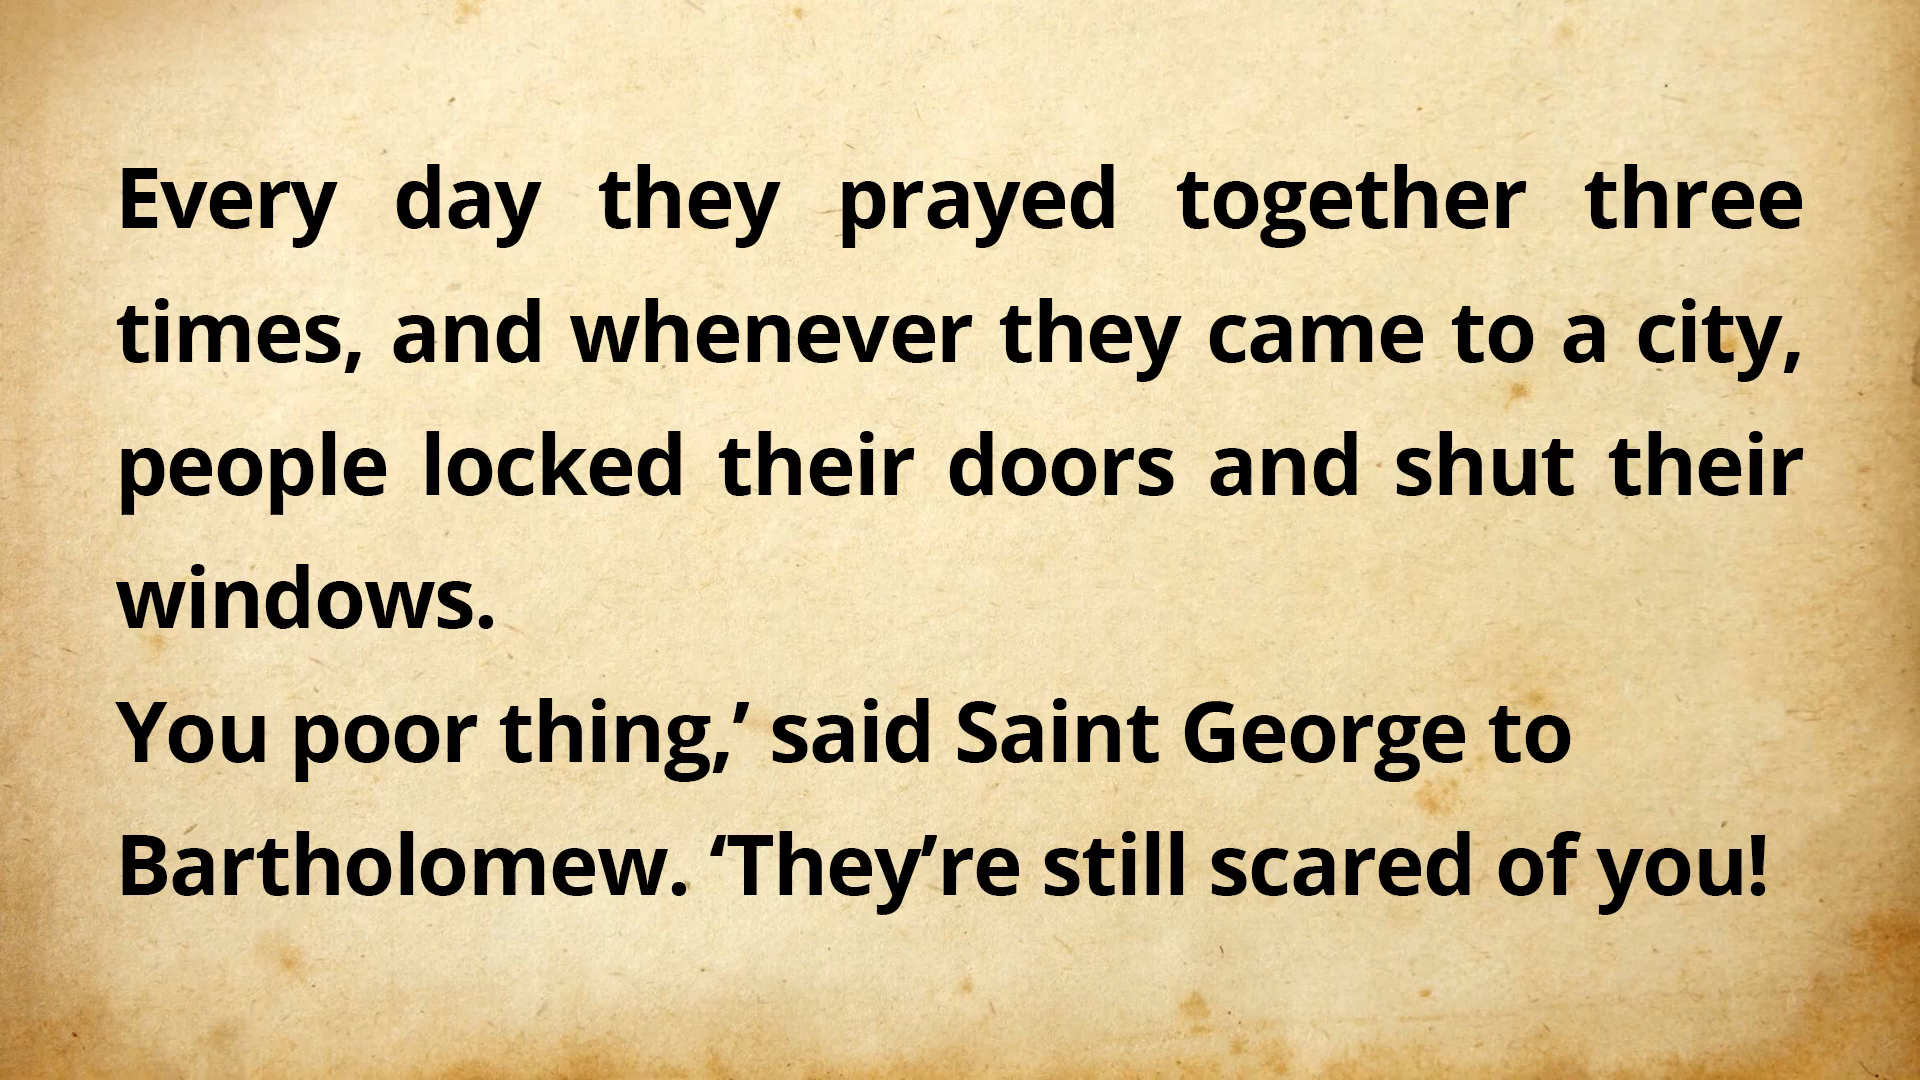 Every day they prayed together three
times, and whenever they came to a city,
people locked their doors and shut their
windows.
You poor thing,’ said Saint George to
Bartholomew. ‘They’re still scared of you!